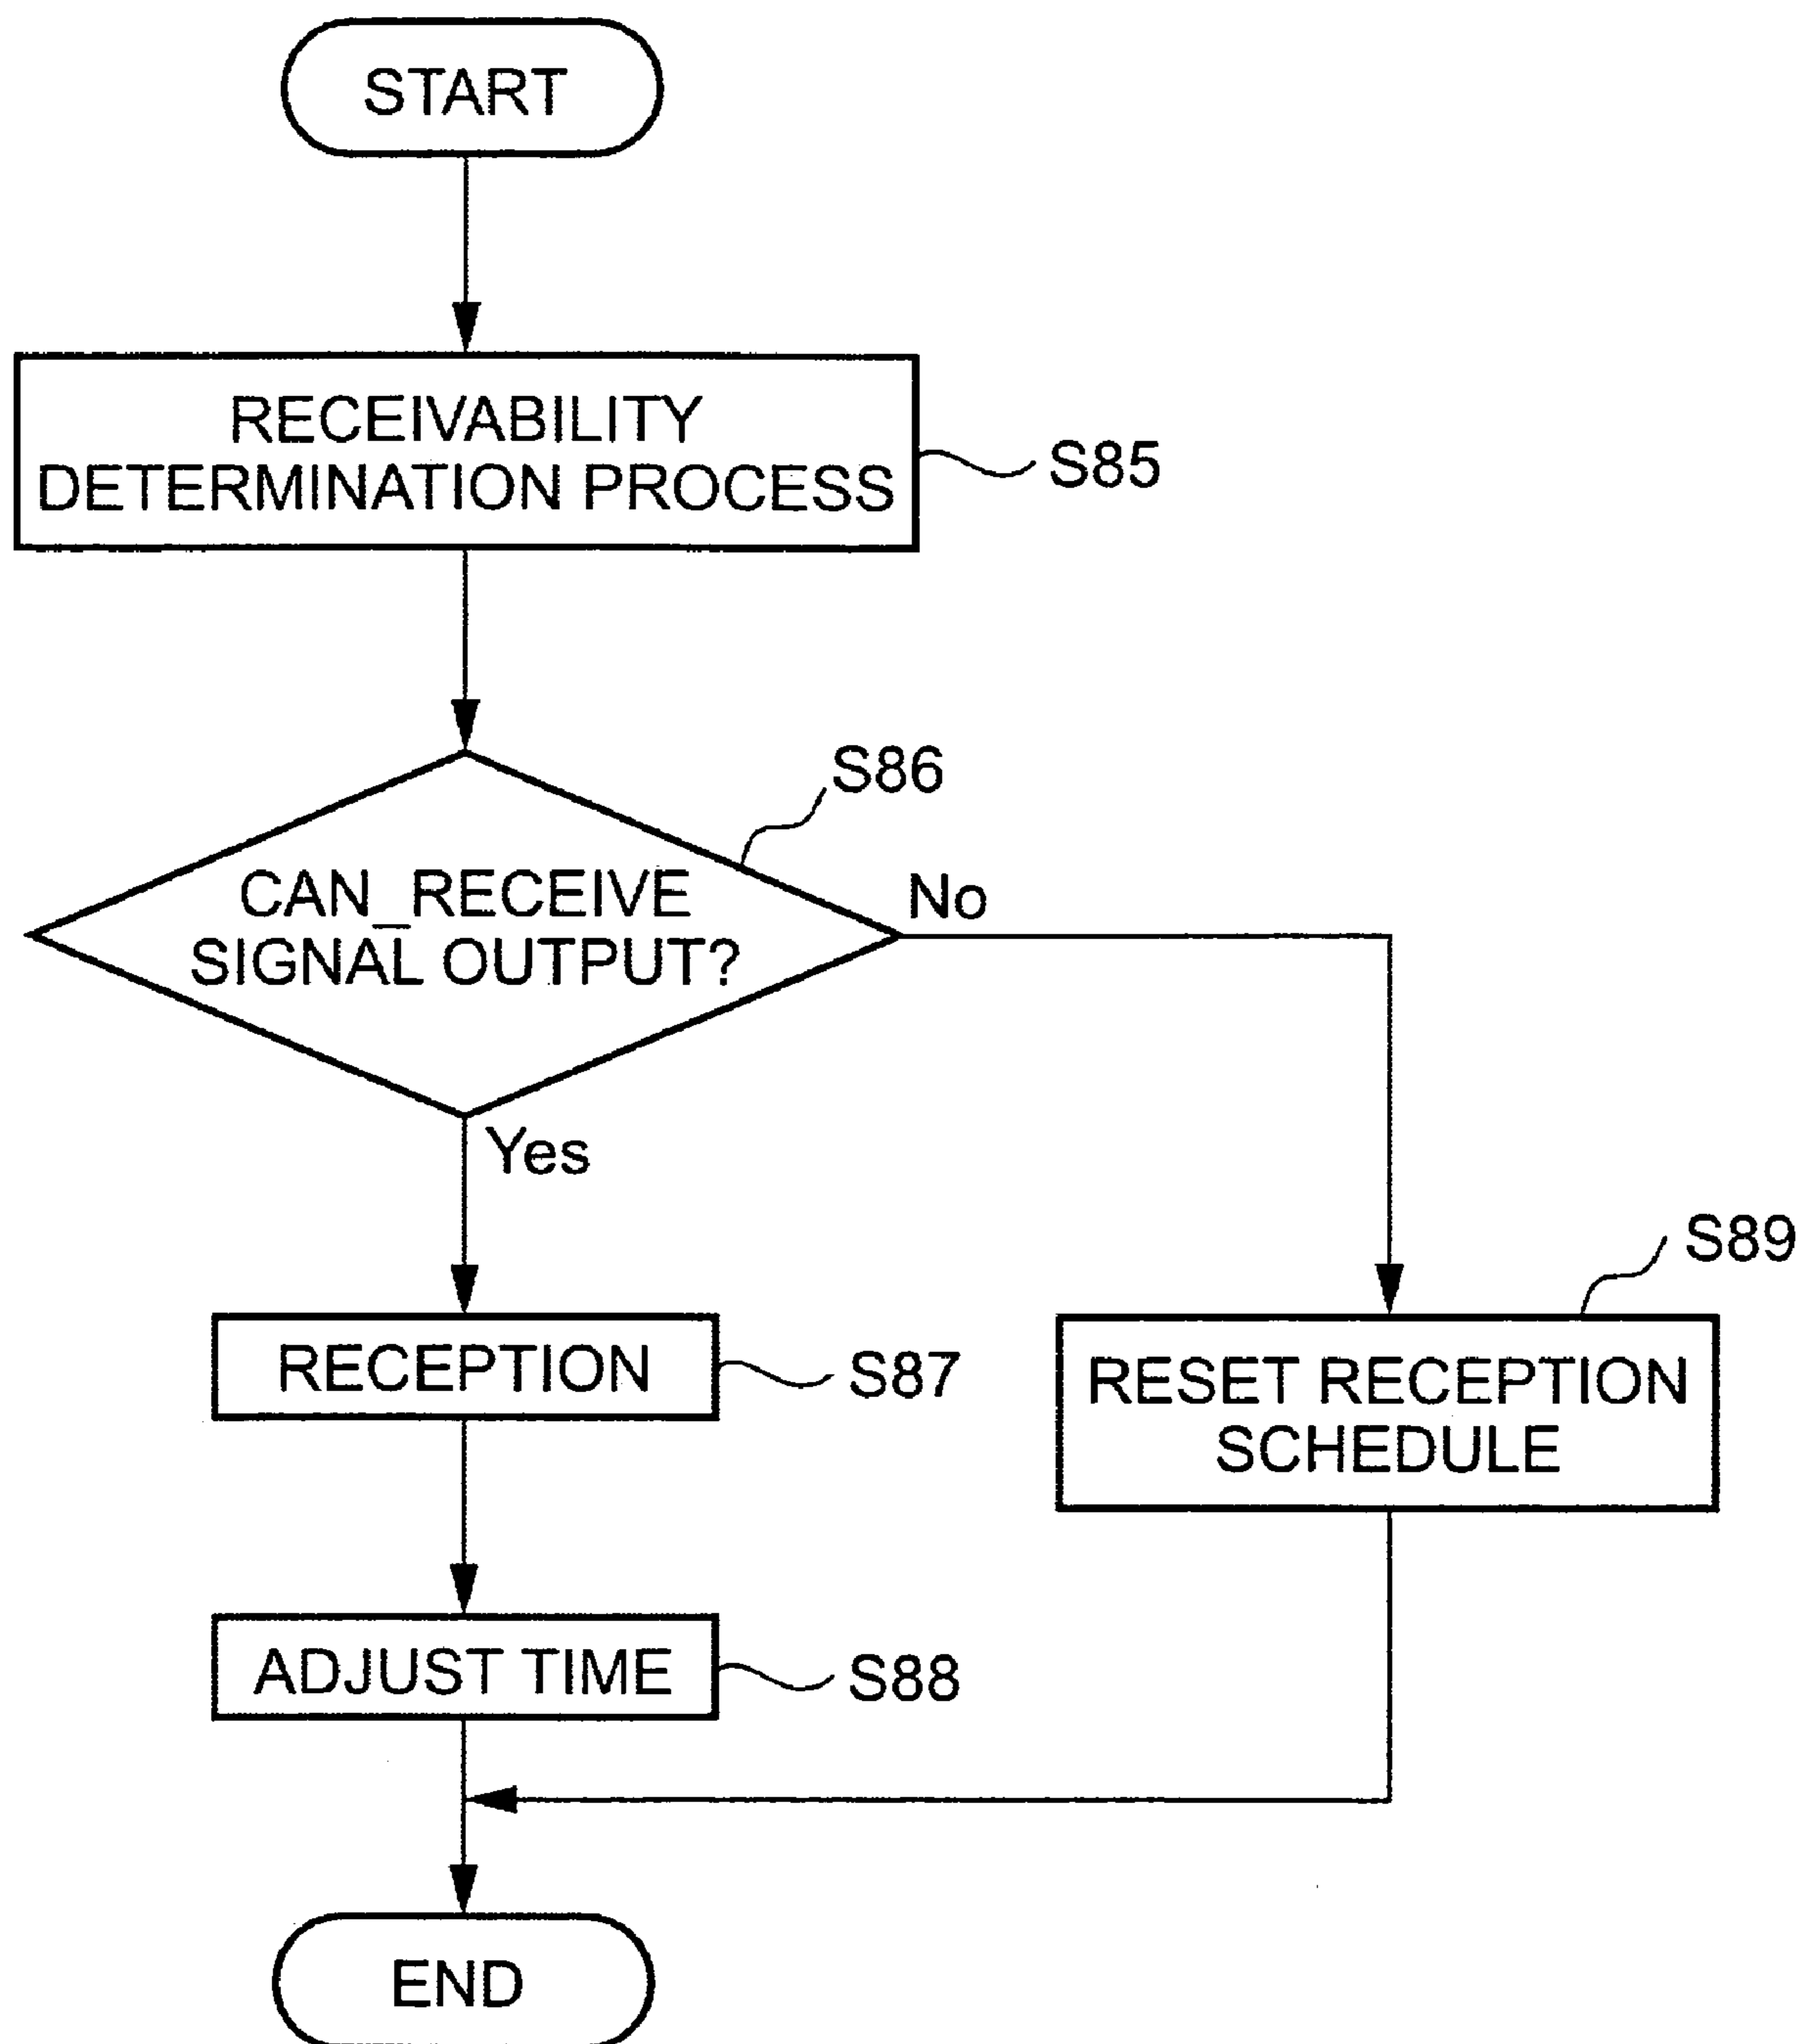 START
RECEIVABILITY
DETERMINATION PROCESS
S85
S86
CAN_RECEIVE
SIGNAL OUTPUT?
No
Yes
S89
RECEPTION
S87
RESET RECEPTION
SCHEDULE
ADJUST TIME
S88
END